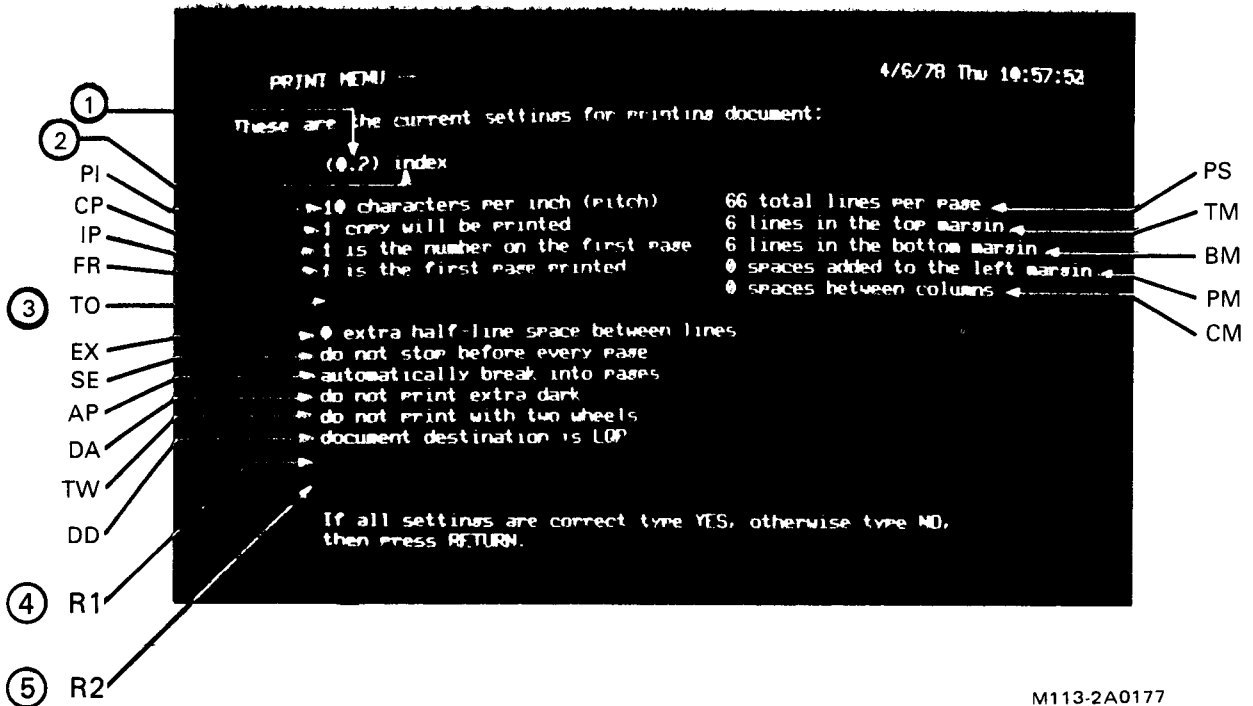 PRINT MENU 4/6/78 Thu 10:57:52
1
These are the current settings for printing document:
2
(0.2) index
PI 10 characters per inch (pitch) 66 total lines per page PS
CP 1 copy will be printed 6 lines in the top margin TM
IP 1 is the number on the first page 6 lines in the bottom margin BM
FR 1 is the first page printed 0 spaces added to the left margin PM
3 TO 0 spaces between columns CM
EX 0 extra half-line space between lines
SE do not stop before every page
AP automatically break into pages
DA do not print extra dark
TW do not print with two wheels
DD document destination is LQP
If all settings are correct type YES, otherwise type NO,
then press RETURN.
4 R1
5 R2
M113-2A0177